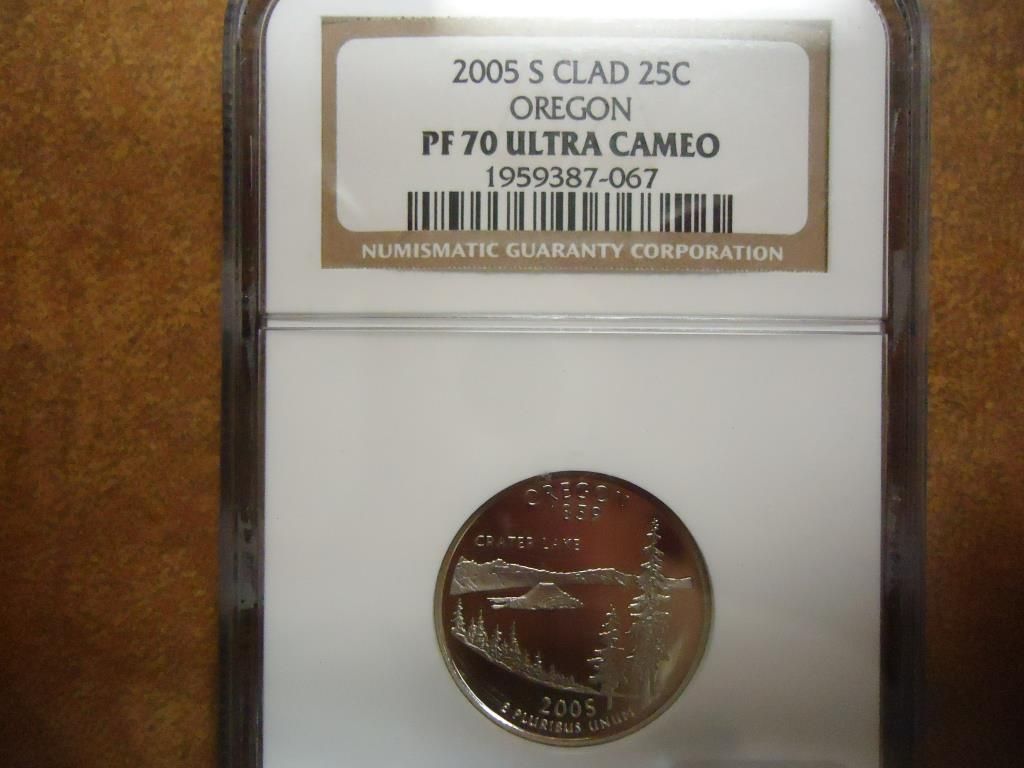 2005 S CLAD 25C
OREGON
PF 70 ULTRA CAMEO
1959387-067
NUMISMATIC GUARANTY CORPORATION
OREGON
1859
CRATER LAKE
2005
E PLURIBUS UNUM